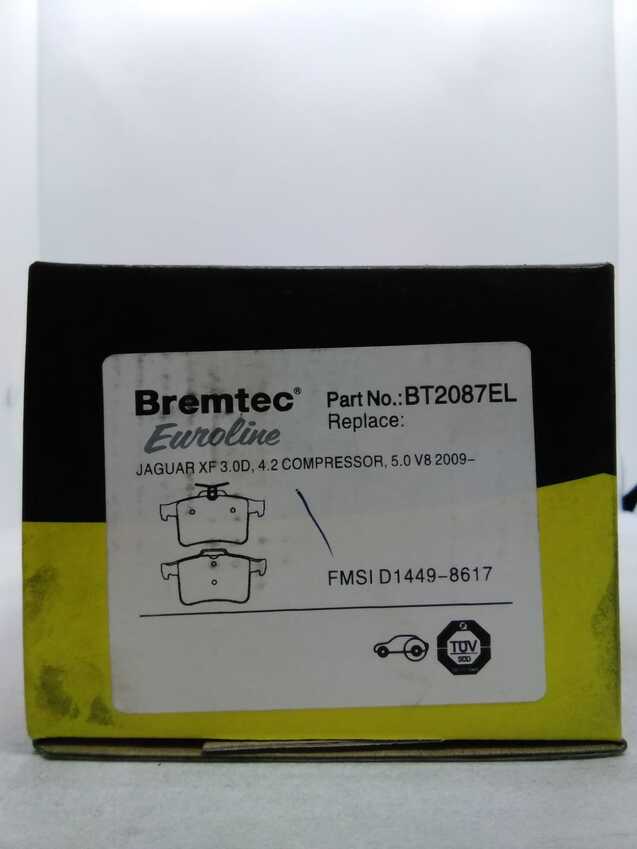 Bremtec®
Euroline
Part No.:BT2087EL
Replace:
JAGUAR XF 3.0D, 4.2 COMPRESSOR, 5.0 V8 2009-
FMSI D1449-8617
TÜV